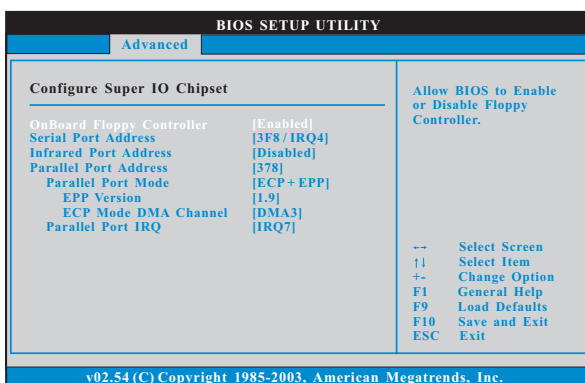 BIOS SETUP UTILITY
Advanced
Configure Super IO Chipset
OnBoard Floppy Controller [Enabled]
Serial Port Address [3F8 / IRQ4]
Infrared Port Address [Disabled]
Parallel Port Address [378]
Parallel Port Mode [ECP + EPP]
EPP Version [1.9]
ECP Mode DMA Channel [DMA3]
Parallel Port IRQ [IRQ7]
Allow BIOS to Enable
or Disable Floppy
Controller.
←→ Select Screen
↑↓ Select Item
+- Change Option
F1 General Help
F9 Load Defaults
F10 Save and Exit
ESC Exit
v02.54 (C) Copyright 1985-2003, American Megatrends, Inc.